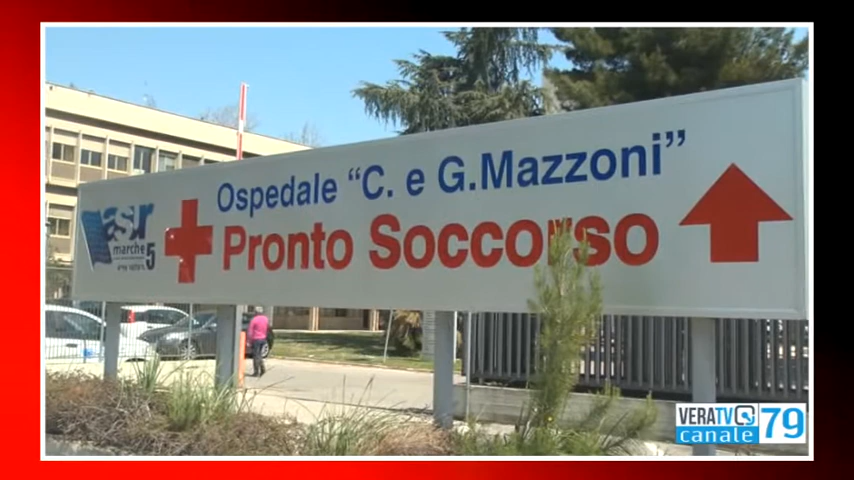 Ospedale “C. e G.Mazzoni”
Pronto Soccorso
asur
marche
5
VERATV
canale 79